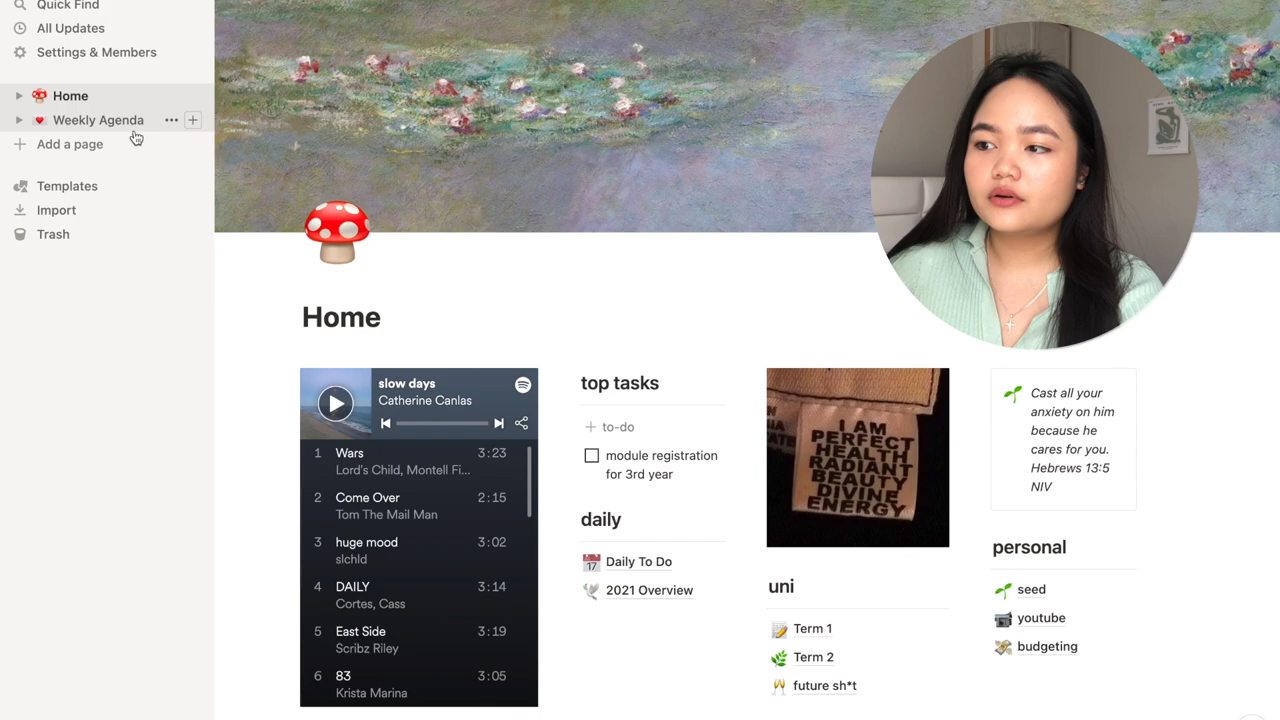 Quick Find
All Updates
Settings & Members
Home
Weekly Agenda
Add a page
Templates
Import
Trash
Home
slow days
Catherine Canlas
1 Wars 3:23
Lord's Child, Montell Fi...
2 Come Over 2:15
Tom The Mail Man
3 huge mood 3:02
slchld
4 DAILY 3:14
Cortes, Cass
5 East Side 3:19
Scribz Riley
6 83 3:05
Krista Marina
top tasks
to-do
module registration
for 3rd year
daily
17
Daily To Do
2021 Overview
I AM
PERFECT
HEALTH
RADIANT
BEAUTY
DIVINE
ENERGY
uni
Term 1
Term 2
future sh*t
Cast all your
anxiety on him
because he
cares for you.
Hebrews 13:5
NIV
personal
seed
youtube
budgeting